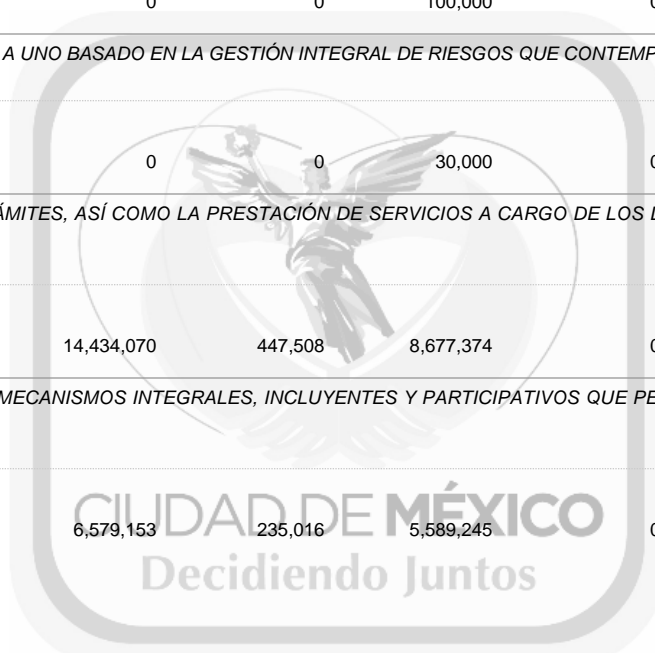 0 0 100,000 0
A UNO BASADO EN LA GESTIÓN INTEGRAL DE RIESGOS QUE CONTEMP
0 0 30,000 0
ÁMITES, ASÍ COMO LA PRESTACIÓN DE SERVICIOS A CARGO DE LOS
14,434,070 447,508 8,677,374 0
MECANISMOS INTEGRALES, INCLUYENTES Y PARTICIPATIVOS QUE PE
CIUDAD DE MÉXICO
6,579,153 235,016 5,589,245 0
Decidiendo Juntos